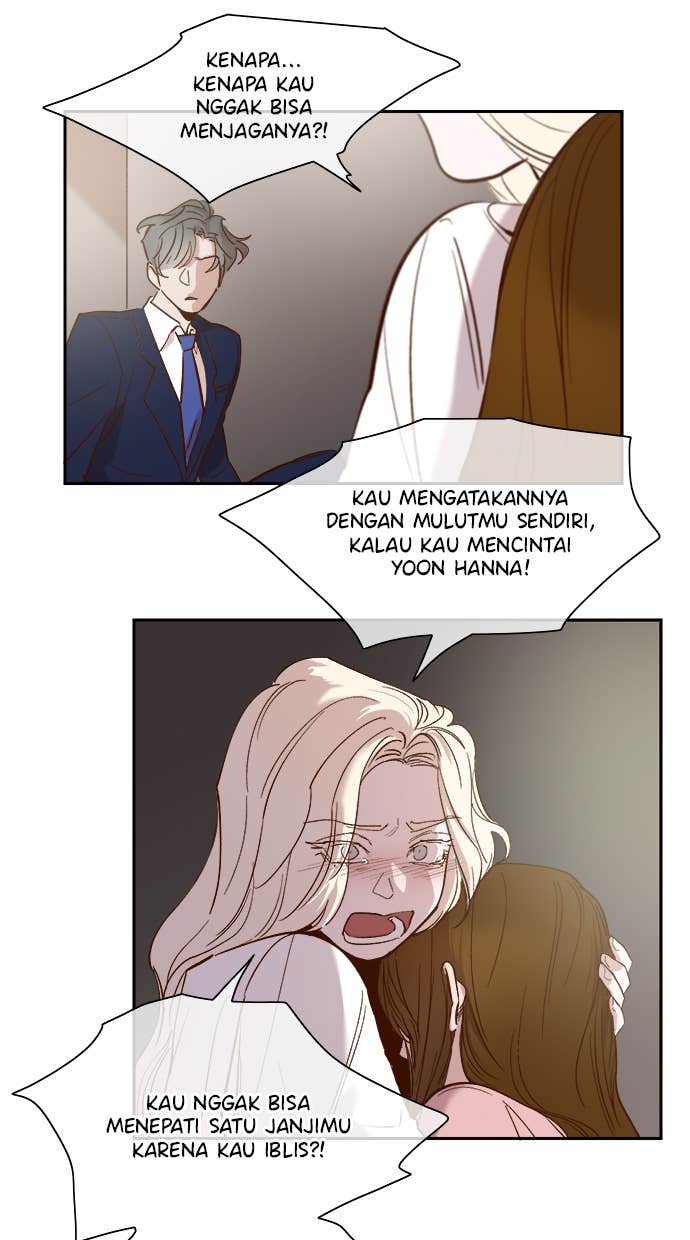 KENAPA...
KENAPA KAU
NGGAK BISA
MENJAGANYA?!
KAU MENGATAKANNYA
DENGAN MULUTMU SENDIRI,
KALAU KAU MENCINTAI
YOON HANNA!
KAU NGGAK BISA
MENEPATI SATU JANJIMU
KARENA KAU IBLIS?!